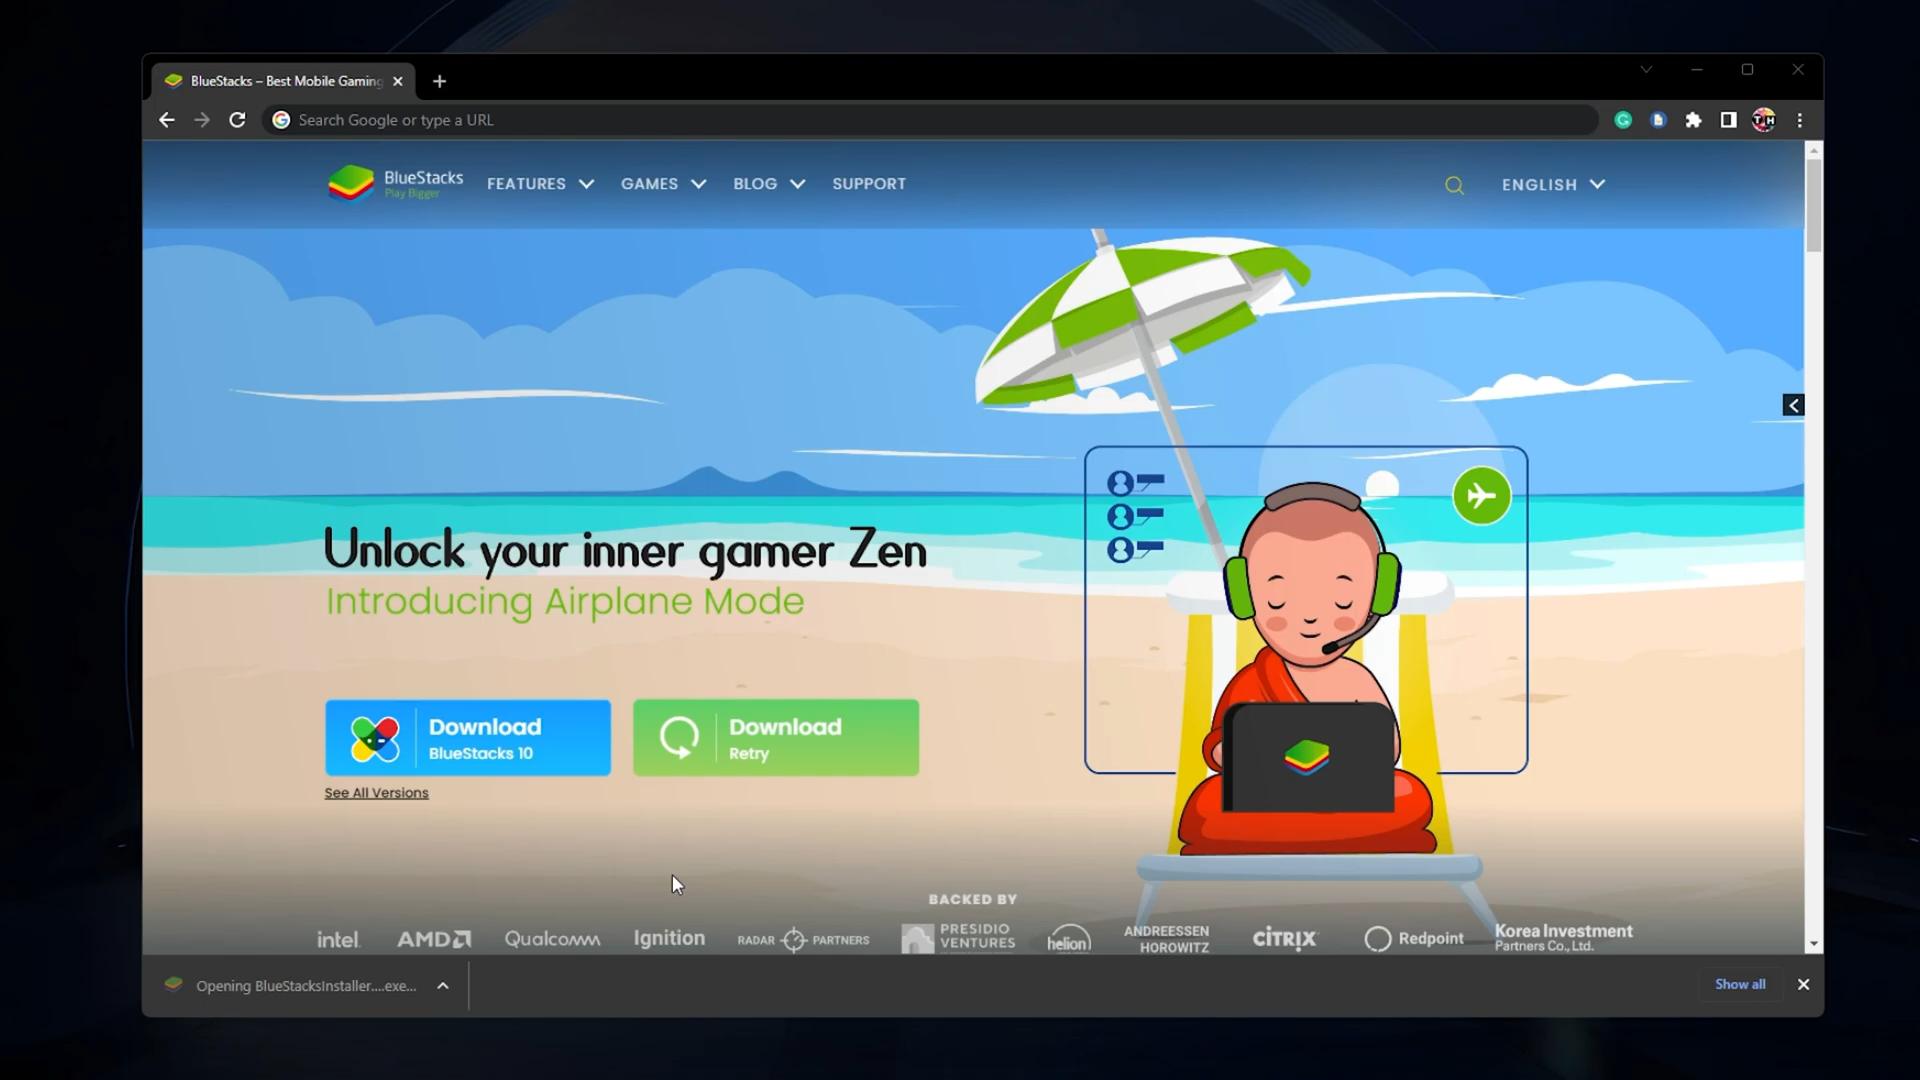 BlueStacks – Best Mobile Gaming
Search Google or type a URL
BlueStacks
Play Bigger
FEATURES
GAMES
BLOG
SUPPORT
ENGLISH
Unlock your inner gamer Zen
Introducing Airplane Mode
Download
BlueStacks 10
Download
Retry
See All Versions
BACKED BY
intel
AMD
Qualcomm
Ignition
RADAR PARTNERS
PRESIDIO
VENTURES
helion
ANDREESSEN
HOROWITZ
CITRIX
Redpoint
Korea Investment
Partners Co., Ltd.
Opening BlueStacksInstaller....exe...
Show all